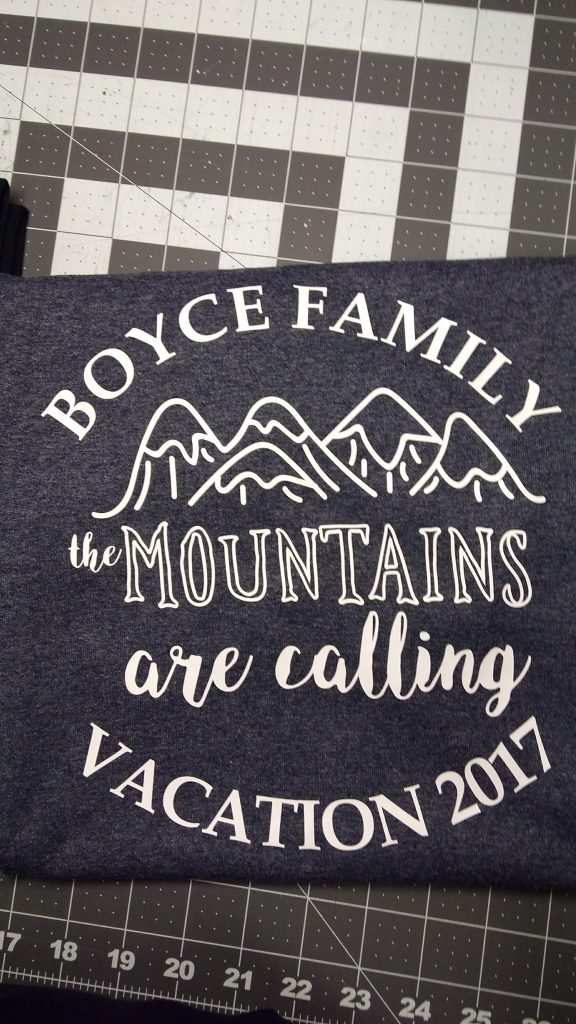 BOYCE FAMILY
the MOUNTAINS
are calling
VACATION 2017
17 18 19 20 21 22 23 24 25